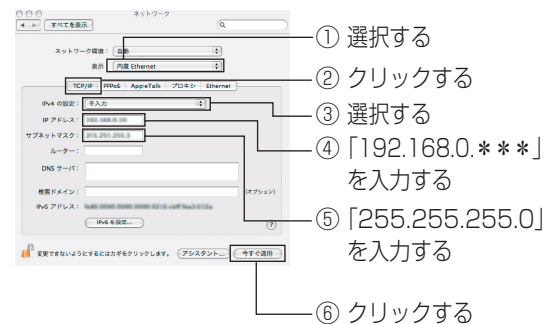 ネットワーク
すべてを表示
ネットワーク環境： 自動
表示： 内蔵 Ethernet
TCP/IP PPPoE AppleTalk プロキシ Ethernet
IPv4 の設定： 手入力
IP アドレス：
サブネットマスク：
ルーター：
DNS サーバ：
検索ドメイン： (オプション)
IPv6 アドレス：
IPv6 を設定... ?
変更できないようにするにはカギをクリックします。 アシスタント... 今すぐ適用
① 選択する
② クリックする
③ 選択する
④「192.168.0.＊＊＊」
を入力する
⑤「255.255.255.0」
を入力する
⑥ クリックする